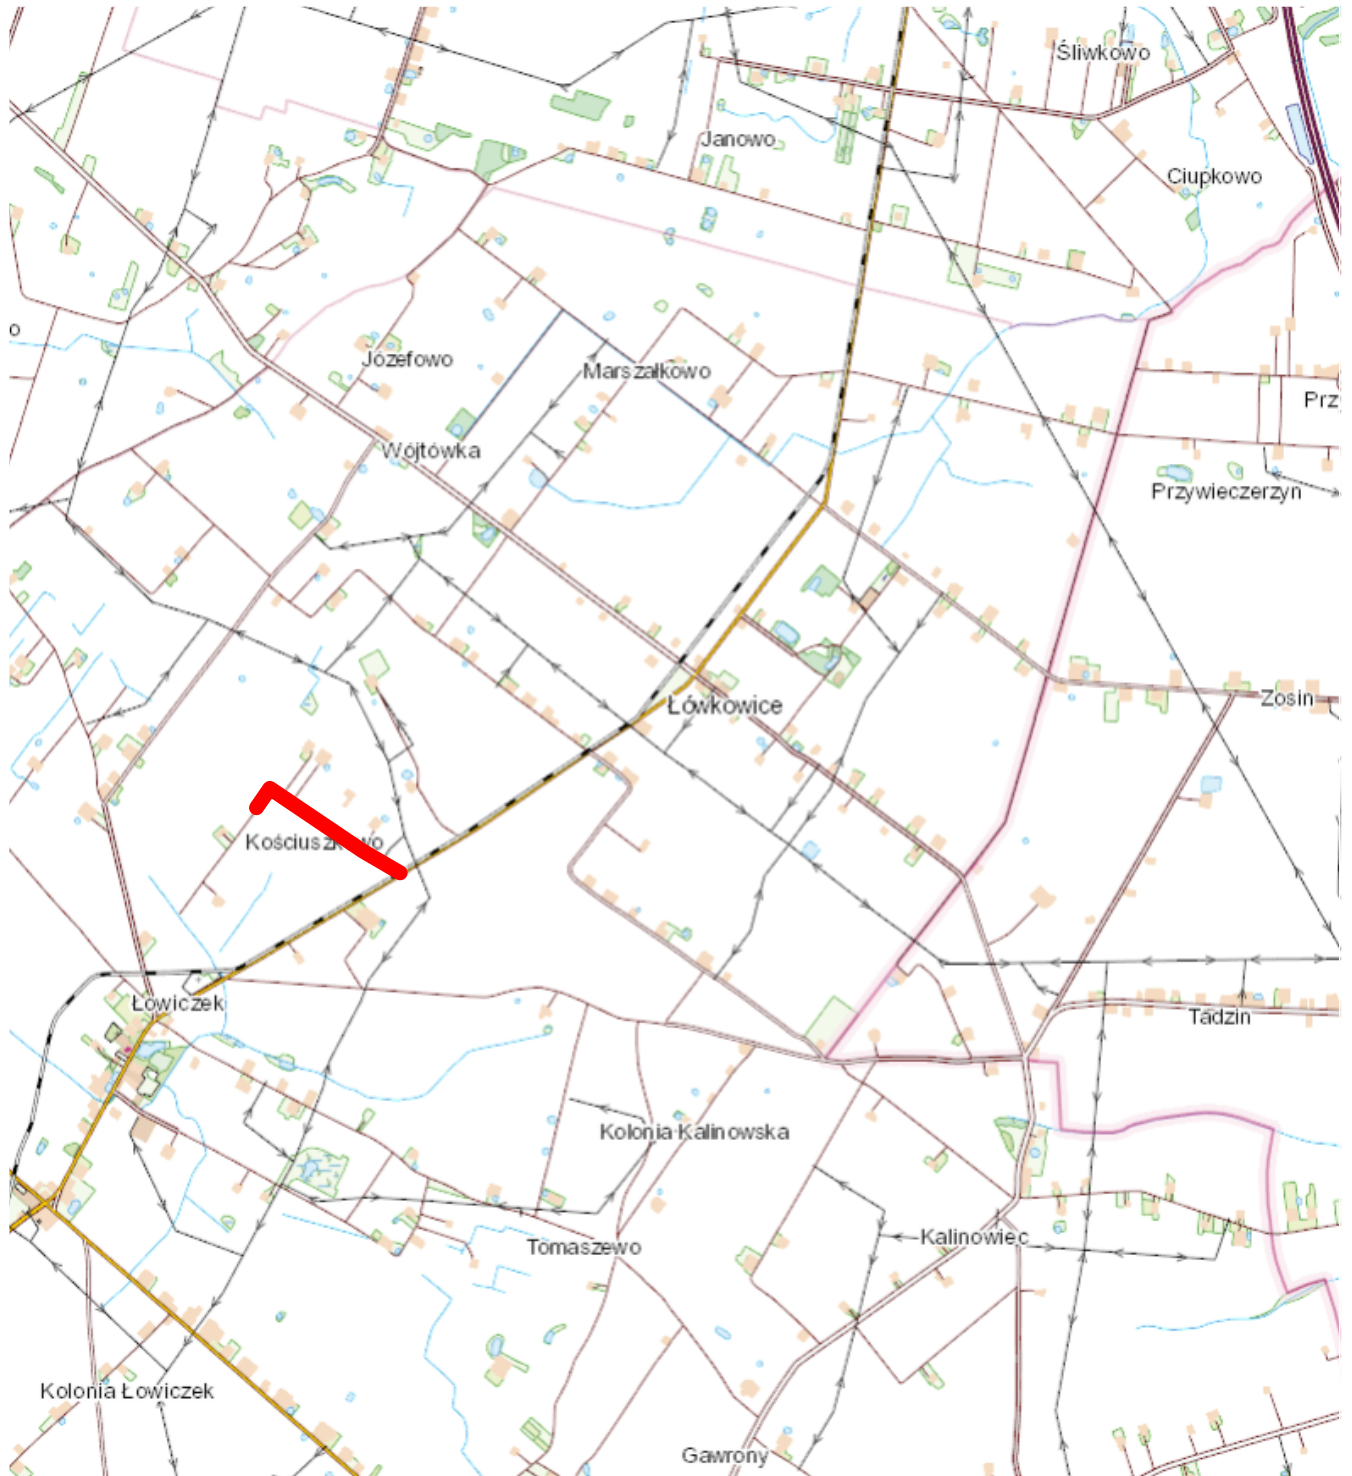 Śliwkowo
Janowo
Ciupkowo
o
Józefowo
Marszałkowo
Prz
Wójtówka
Przywieczerzyn
Zosin
Łówkowice
Kościuszkowo
Łowiczek
Tadzin
Kolonia Kalinowska
Kalinowiec
Tomaszewo
Kolonia Łowiczek
Gawrony